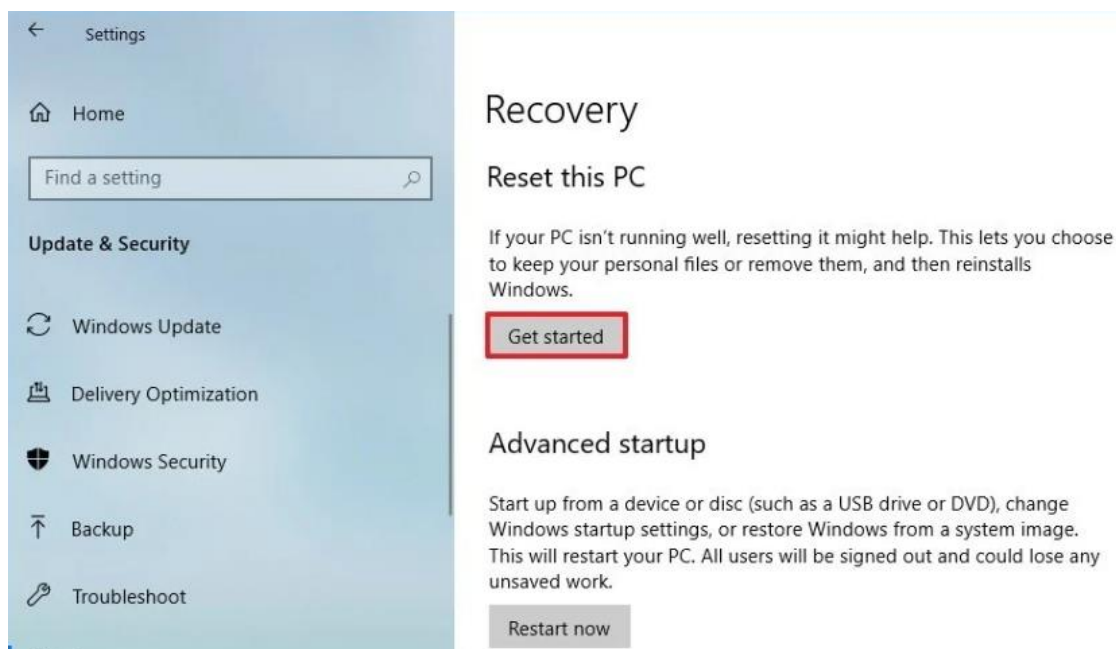 Settings
Home
Find a setting
Update & Security
Windows Update
Delivery Optimization
Windows Security
Backup
Troubleshoot
Recovery
Reset this PC
If your PC isn't running well, resetting it might help. This lets you choose
to keep your personal files or remove them, and then reinstalls
Windows.
Get started
Advanced startup
Start up from a device or disc (such as a USB drive or DVD), change
Windows startup settings, or restore Windows from a system image.
This will restart your PC. All users will be signed out and could lose any
unsaved work.
Restart now